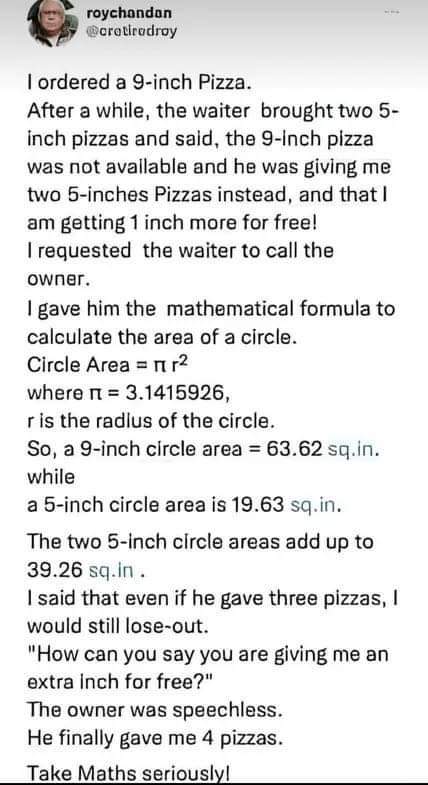 roychandan
@cretiredroy
I ordered a 9-inch Pizza.
After a while, the waiter brought two 5-
inch pizzas and said, the 9-inch pizza
was not available and he was giving me
two 5-inches Pizzas instead, and that I
am getting 1 inch more for free!
I requested the waiter to call the
owner.
I gave him the mathematical formula to
calculate the area of a circle.
Circle Area = π r²
where π = 3.1415926,
r is the radius of the circle.
So, a 9-inch circle area = 63.62 sq.in.
while
a 5-inch circle area is 19.63 sq.in.
The two 5-inch circle areas add up to
39.26 sq.in .
I said that even if he gave three pizzas, I
would still lose-out.
"How can you say you are giving me an
extra inch for free?"
The owner was speechless.
He finally gave me 4 pizzas.
Take Maths seriously!